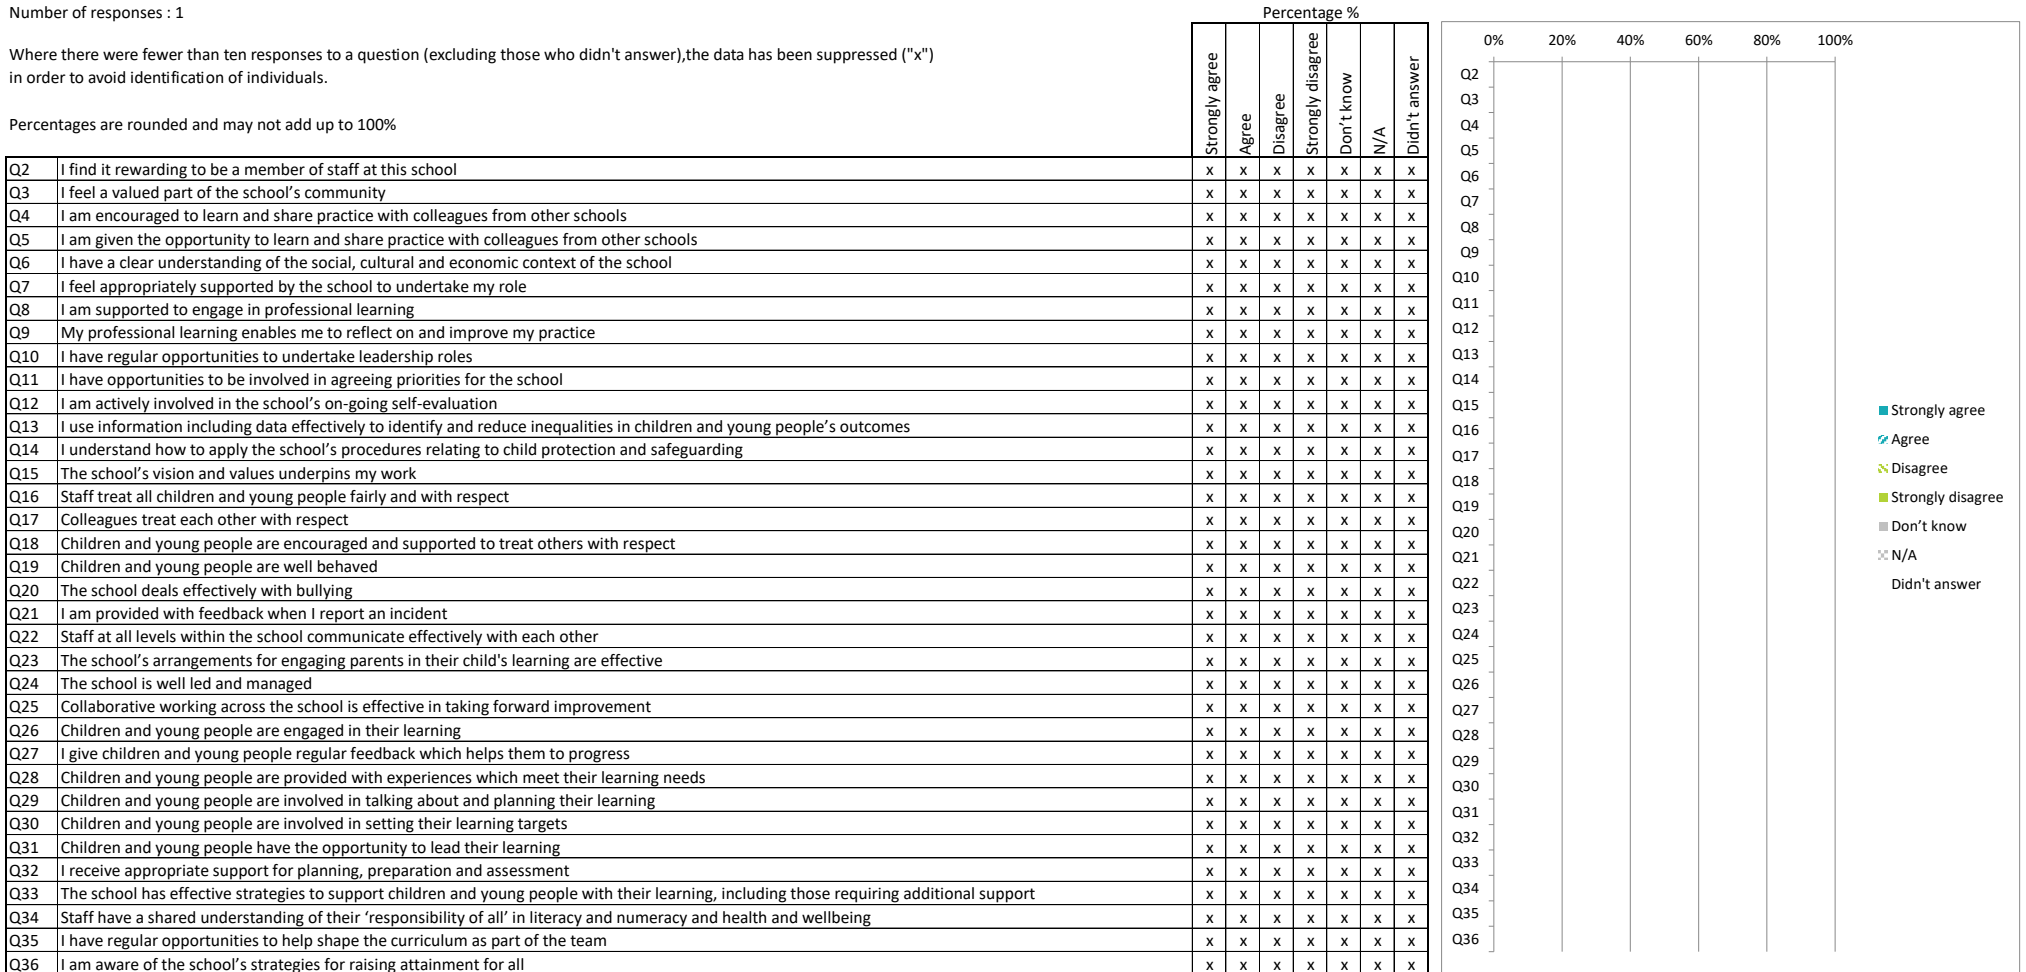 Number of responses : 1
Percentage %
Where there were fewer than ten responses to a question (excluding those who didn't answer),the data has been suppressed ("x")
in order to avoid identification of individuals.
Percentages are rounded and may not add up to 100%
Strongly agree
Agree
Disagree
Strongly disagree
Don't know
N/A
Didn't answer
Q2 I find it rewarding to be a member of staff at this school x x x x x x x
Q3 I feel a valued part of the school’s community x x x x x x x
Q4 I am encouraged to learn and share practice with colleagues from other schools x x x x x x x
Q5 I am given the opportunity to learn and share practice with colleagues from other schools x x x x x x x
Q6 I have a clear understanding of the social, cultural and economic context of the school x x x x x x x
Q7 I feel appropriately supported by the school to undertake my role x x x x x x x
Q8 I am supported to engage in professional learning x x x x x x x
Q9 My professional learning enables me to reflect on and improve my practice x x x x x x x
Q10 I have regular opportunities to undertake leadership roles x x x x x x x
Q11 I have opportunities to be involved in agreeing priorities for the school x x x x x x x
Q12 I am actively involved in the school’s on-going self-evaluation x x x x x x x
Q13 I use information including data effectively to identify and reduce inequalities in children and young people’s outcomes x x x x x x x
Q14 I understand how to apply the school’s procedures relating to child protection and safeguarding x x x x x x x
Q15 The school’s vision and values underpins my work x x x x x x x
Q16 Staff treat all children and young people fairly and with respect x x x x x x x
Q17 Colleagues treat each other with respect x x x x x x x
Q18 Children and young people are encouraged and supported to treat others with respect x x x x x x x
Q19 Children and young people are well behaved x x x x x x x
Q20 The school deals effectively with bullying x x x x x x x
Q21 I am provided with feedback when I report an incident x x x x x x x
Q22 Staff at all levels within the school communicate effectively with each other x x x x x x x
Q23 The school’s arrangements for engaging parents in their child's learning are effective x x x x x x x
Q24 The school is well led and managed x x x x x x x
Q25 Collaborative working across the school is effective in taking forward improvement x x x x x x x
Q26 Children and young people are engaged in their learning x x x x x x x
Q27 I give children and young people regular feedback which helps them to progress x x x x x x x
Q28 Children and young people are provided with experiences which meet their learning needs x x x x x x x
Q29 Children and young people are involved in talking about and planning their learning x x x x x x x
Q30 Children and young people are involved in setting their learning targets x x x x x x x
Q31 Children and young people have the opportunity to lead their learning x x x x x x x
Q32 I receive appropriate support for planning, preparation and assessment x x x x x x x
Q33 The school has effective strategies to support children and young people with their learning, including those requiring additional support x x x x x x x
Q34 Staff have a shared understanding of their ‘responsibility of all’ in literacy and numeracy and health and wellbeing x x x x x x x
Q35 I have regular opportunities to help shape the curriculum as part of the team x x x x x x x
Q36 I am aware of the school’s strategies for raising attainment for all x x x x x x x
0% 20% 40% 60% 80% 100%
Q2
Q3
Q4
Q5
Q6
Q7
Q8
Q9
Q10
Q11
Q12
Q13
Q14
Q15
Q16
Q17
Q18
Q19
Q20
Q21
Q22
Q23
Q24
Q25
Q26
Q27
Q28
Q29
Q30
Q31
Q32
Q33
Q34
Q35
Q36
Strongly agree
Agree
Disagree
Strongly disagree
Don’t know
N/A
Didn't answer